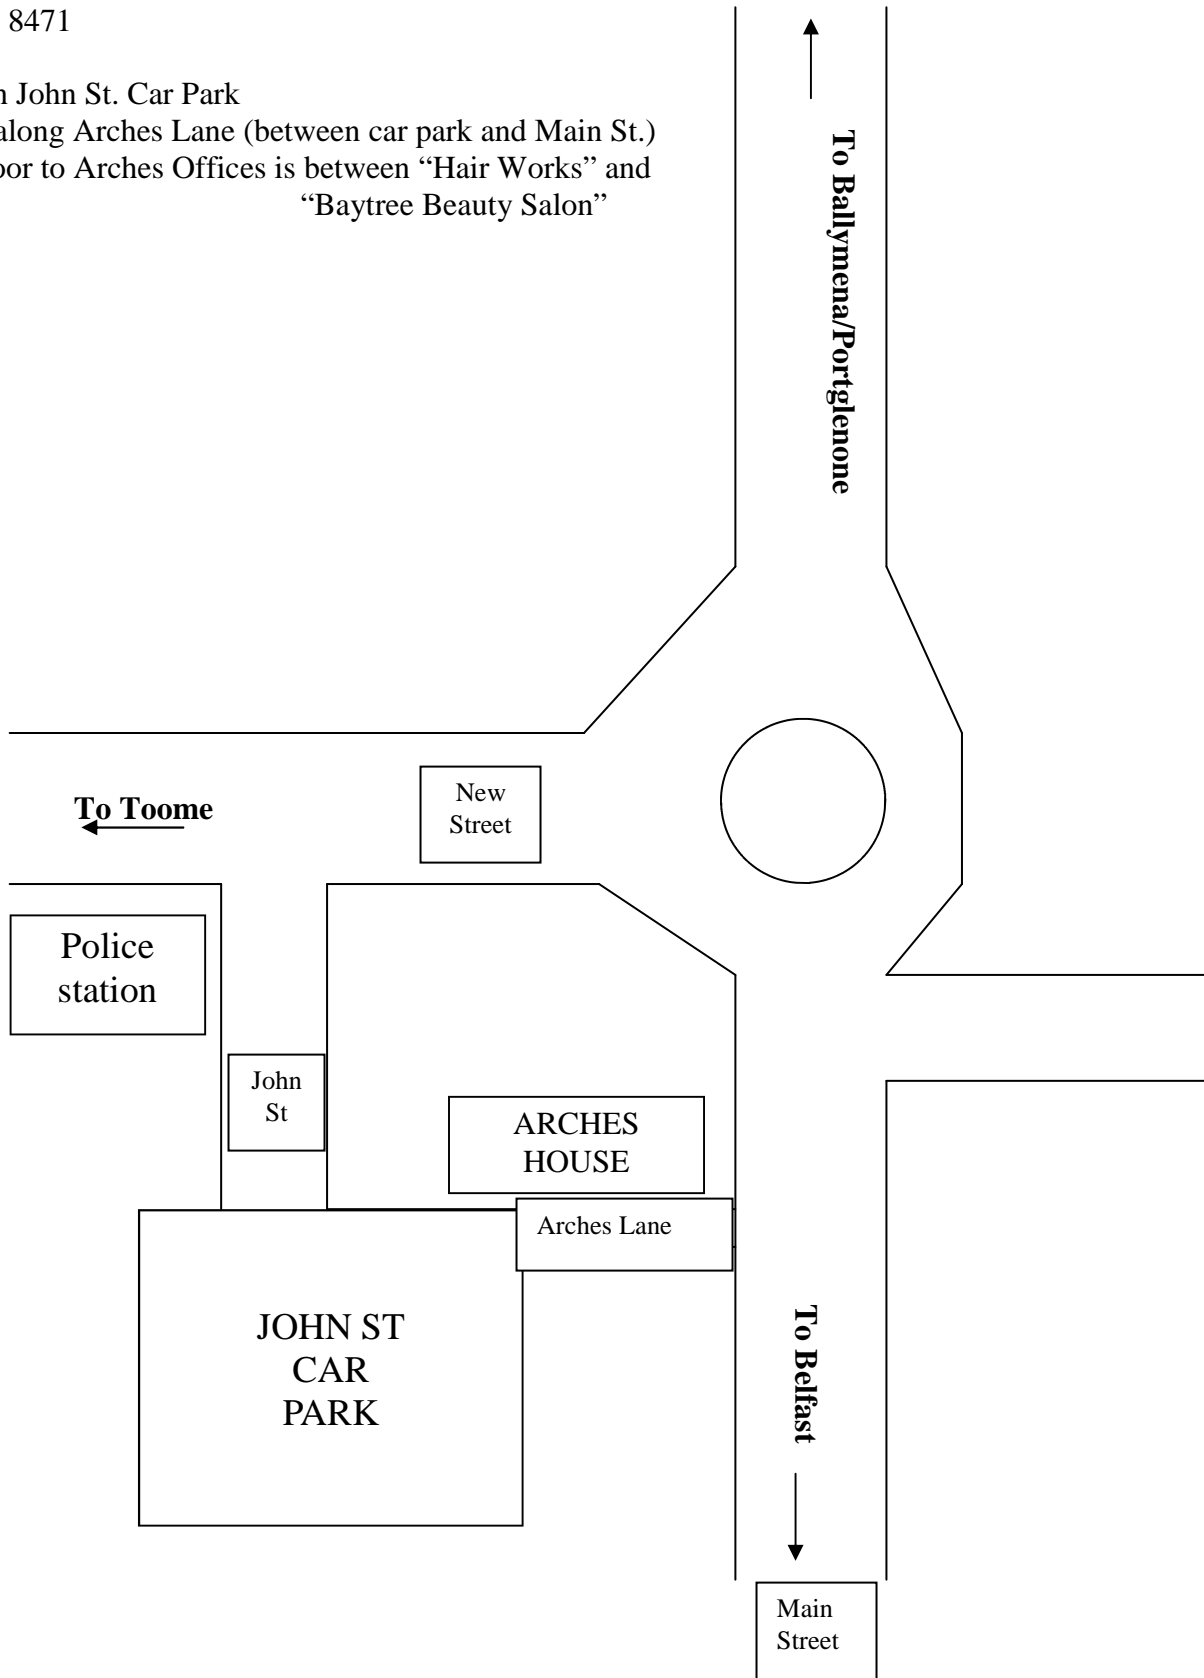 8471
John St. Car Park
along Arches Lane (between car park and Main St.)
to Arches Offices is between “Hair Works” and
“Baytree Beauty Salon”
To Ballymena/Portglenone
New
Street
To Toome
Police
station
John
St
ARCHES
HOUSE
Arches Lane
JOHN ST
CAR
PARK
To Belfast
Main
Street